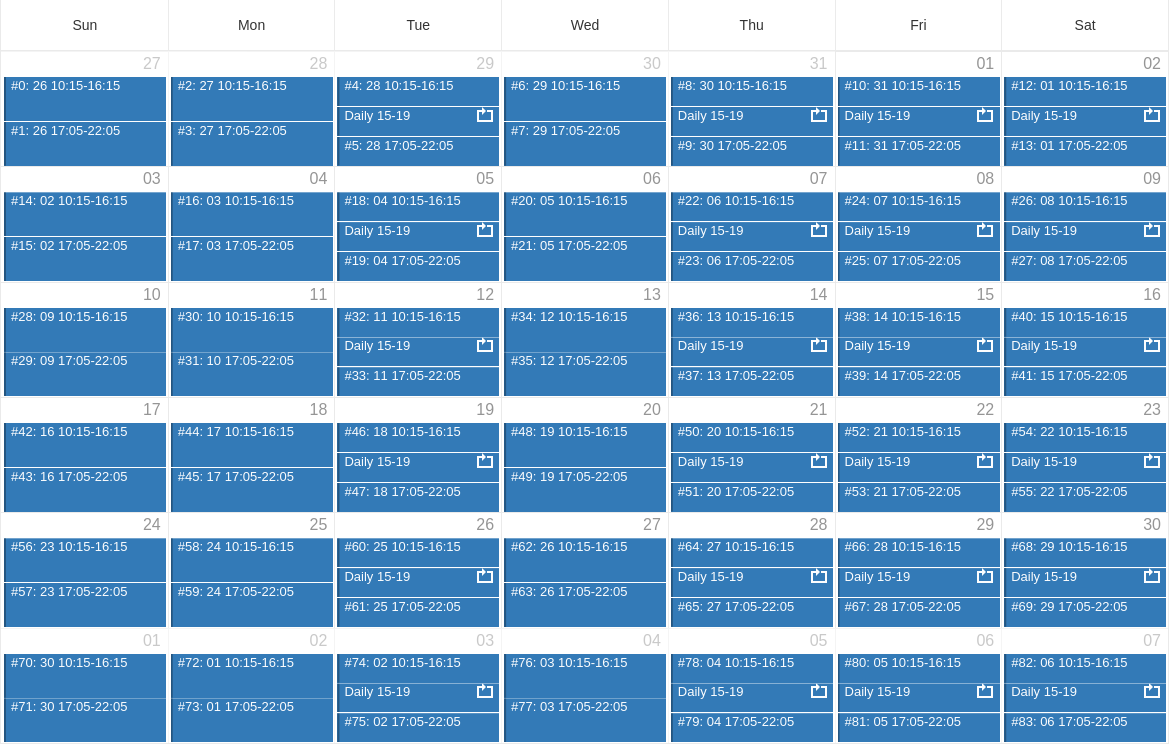 Sun Mon Tue Wed Thu Fri Sat
27 28 29 30 31 01 02
#0: 26 10:15-16:15 #2: 27 10:15-16:15 #4: 28 10:15-16:15 #6: 29 10:15-16:15 #8: 30 10:15-16:15 #10: 31 10:15-16:15 #12: 01 10:15-16:15
Daily 15-19 Daily 15-19 Daily 15-19 Daily 15-19
#1: 26 17:05-22:05 #3: 27 17:05-22:05 #5: 28 17:05-22:05 #7: 29 17:05-22:05 #9: 30 17:05-22:05 #11: 31 17:05-22:05 #13: 01 17:05-22:05
03 04 05 06 07 08 09
#14: 02 10:15-16:15 #16: 03 10:15-16:15 #18: 04 10:15-16:15 #20: 05 10:15-16:15 #22: 06 10:15-16:15 #24: 07 10:15-16:15 #26: 08 10:15-16:15
Daily 15-19 Daily 15-19 Daily 15-19 Daily 15-19
#15: 02 17:05-22:05 #17: 03 17:05-22:05 #19: 04 17:05-22:05 #21: 05 17:05-22:05 #23: 06 17:05-22:05 #25: 07 17:05-22:05 #27: 08 17:05-22:05
10 11 12 13 14 15 16
#28: 09 10:15-16:15 #30: 10 10:15-16:15 #32: 11 10:15-16:15 #34: 12 10:15-16:15 #36: 13 10:15-16:15 #38: 14 10:15-16:15 #40: 15 10:15-16:15
Daily 15-19 Daily 15-19 Daily 15-19 Daily 15-19
#29: 09 17:05-22:05 #31: 10 17:05-22:05 #33: 11 17:05-22:05 #35: 12 17:05-22:05 #37: 13 17:05-22:05 #39: 14 17:05-22:05 #41: 15 17:05-22:05
17 18 19 20 21 22 23
#42: 16 10:15-16:15 #44: 17 10:15-16:15 #46: 18 10:15-16:15 #48: 19 10:15-16:15 #50: 20 10:15-16:15 #52: 21 10:15-16:15 #54: 22 10:15-16:15
Daily 15-19 Daily 15-19 Daily 15-19 Daily 15-19
#43: 16 17:05-22:05 #45: 17 17:05-22:05 #47: 18 17:05-22:05 #49: 19 17:05-22:05 #51: 20 17:05-22:05 #53: 21 17:05-22:05 #55: 22 17:05-22:05
24 25 26 27 28 29 30
#56: 23 10:15-16:15 #58: 24 10:15-16:15 #60: 25 10:15-16:15 #62: 26 10:15-16:15 #64: 27 10:15-16:15 #66: 28 10:15-16:15 #68: 29 10:15-16:15
Daily 15-19 Daily 15-19 Daily 15-19 Daily 15-19
#57: 23 17:05-22:05 #59: 24 17:05-22:05 #61: 25 17:05-22:05 #63: 26 17:05-22:05 #65: 27 17:05-22:05 #67: 28 17:05-22:05 #69: 29 17:05-22:05
01 02 03 04 05 06 07
#70: 30 10:15-16:15 #72: 01 10:15-16:15 #74: 02 10:15-16:15 #76: 03 10:15-16:15 #78: 04 10:15-16:15 #80: 05 10:15-16:15 #82: 06 10:15-16:15
Daily 15-19 Daily 15-19 Daily 15-19 Daily 15-19
#71: 30 17:05-22:05 #73: 01 17:05-22:05 #75: 02 17:05-22:05 #77: 03 17:05-22:05 #79: 04 17:05-22:05 #81: 05 17:05-22:05 #83: 06 17:05-22:05